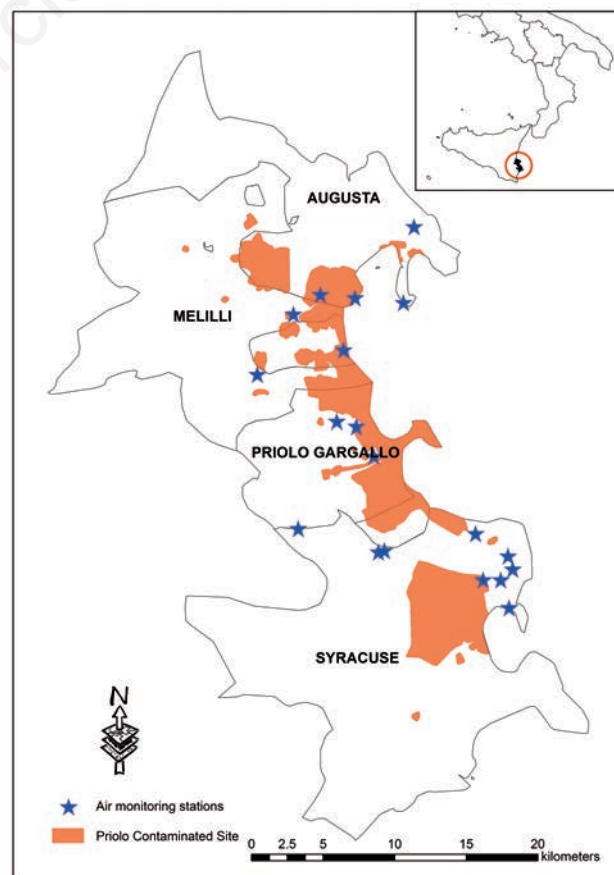 AUGUSTA
MELILLI
PRIOLO GARGALLO
SYRACUSE
N
Air monitoring stations
Priolo Contaminated Site
0 2.5 5 10 15 20
kilometers